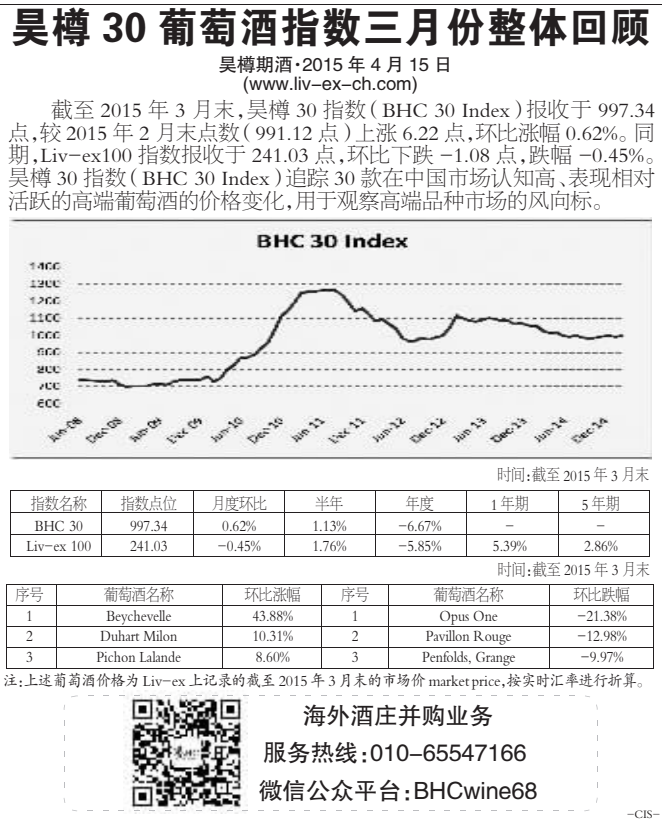 昊樽 30 葡萄酒指数三月份整体回顾
昊樽期酒·2015 年 4 月 15 日
(www.liv-ex-ch.com)
截至 2015 年 3 月末,昊樽 30 指数(BHC 30 Index)报收于 997.34
点,较 2015 年 2 月末点数(991.12 点)上涨 6.22 点,环比涨幅 0.62%。同
期,Liv-ex100 指数报收于 241.03 点,环比下跌 -1.08 点,跌幅 -0.45%。
昊樽 30 指数(BHC 30 Index)追踪 30 款在中国市场认知高、表现相对
活跃的高端葡萄酒的价格变化,用于观察高端品种市场的风向标。
BHC 30 Index
1400
1300
1200
1100
1000
900
800
700
600
Jun-08 Dec-08 Jun-09 Dec-09 Jun-10 Dec-10 Jun-11 Dec-11 Jun-12 Dec-12 Jun-13 Dec-13 Jun-14 Dec-14
时间:截至 2015 年 3 月末
指数名称 指数点位 月度环比 半年 年度 1 年期 5 年期
BHC 30 997.34 0.62% 1.13% -6.67% - -
Liv-ex 100 241.03 -0.45% 1.76% -5.85% 5.39% 2.86%
时间:截至 2015 年 3 月末
序号 葡萄酒名称 环比涨幅 序号 葡萄酒名称 环比跌幅
1 Beychevelle 43.88% 1 Opus One -21.38%
2 Duhart Milon 10.31% 2 Pavillon Rouge -12.98%
3 Pichon Lalande 8.60% 3 Penfolds, Grange -9.97%
注:上述葡萄酒价格为 Liv-ex 上记录的截至 2015 年 3 月末的市场价 market price,按实时汇率进行折算。
海外酒庄并购业务
服务热线:010-65547166
微信公众平台:BHCwine68
-CIS-